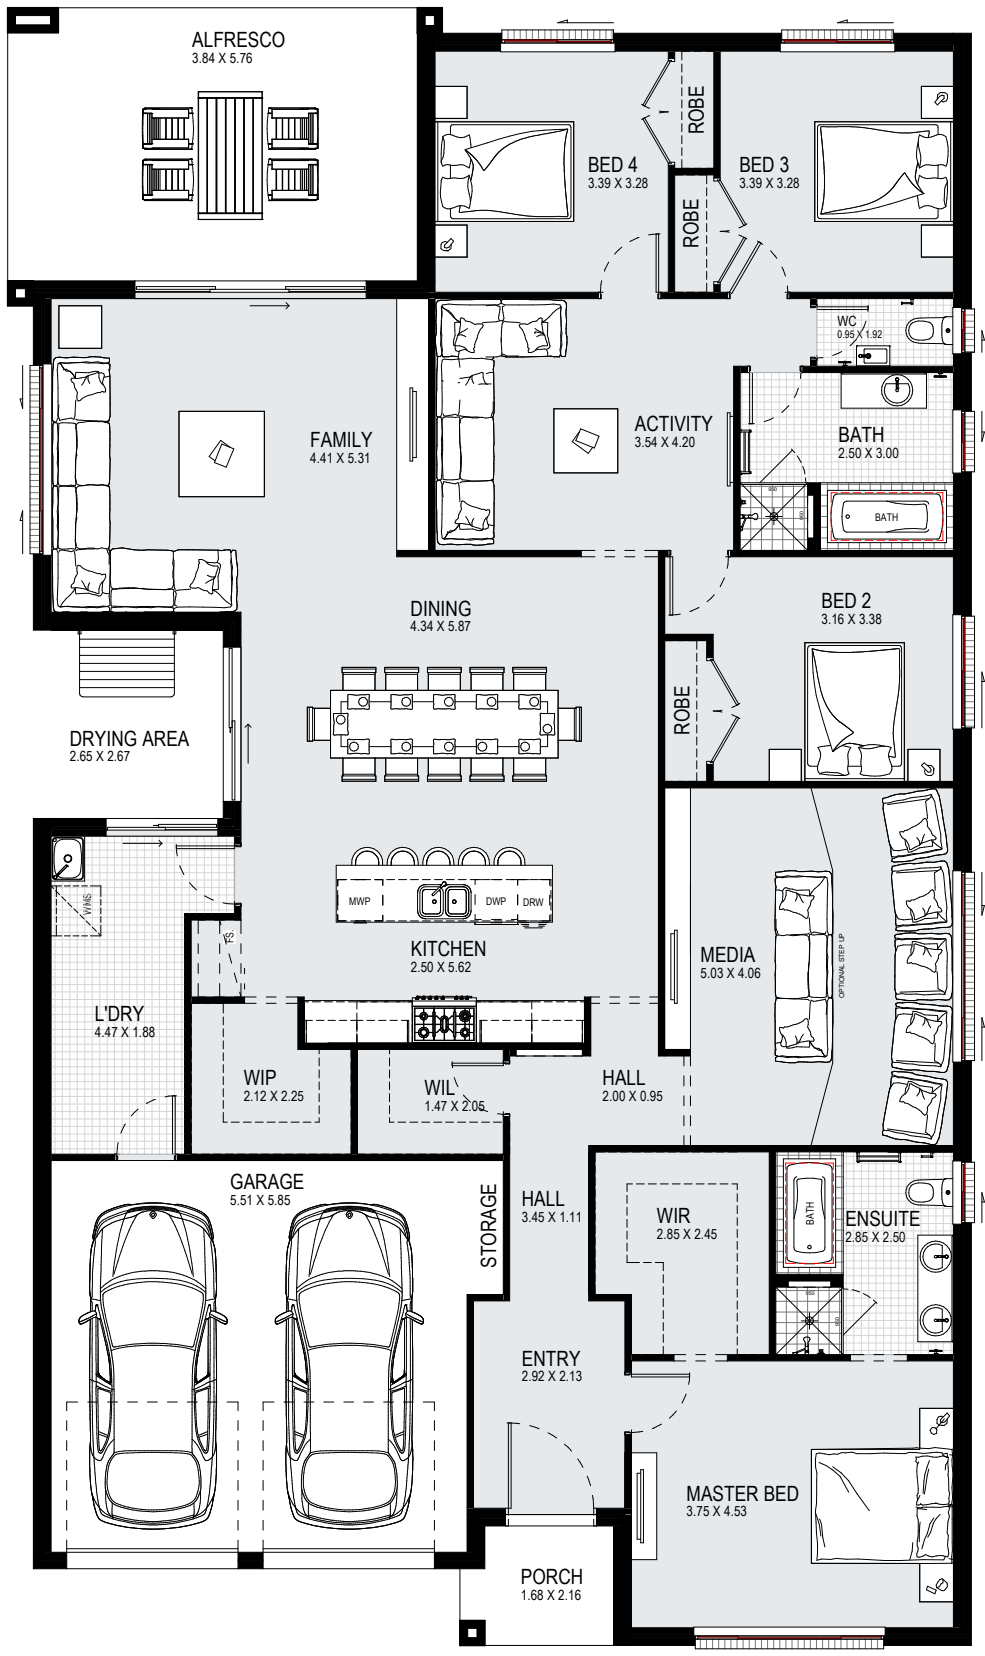 ALFRESCO
3.84 X 5.76
ROBE
BED 4
3.39 X 3.28
BED 3
3.39 X 3.28
ROBE
WC
0.95 X 1.92
FAMILY
4.41 X 5.31
ACTIVITY
3.54 X 4.20
BATH
2.50 X 3.00
950
950
BATH
DINING
4.34 X 5.87
BED 2
3.16 X 3.38
ROBE
DRYING AREA
2.65 X 2.67
W/MS
MWP
DWP
DRW
FS.
KITCHEN
2.50 X 5.62
MEDIA
5.03 X 4.06
OPTIONAL STEP UP
L'DRY
4.47 X 1.88
WIP
2.12 X 2.25
WIL
1.47 X 2.05
HALL
2.00 X 0.95
GARAGE
5.51 X 5.85
STORAGE
HALL
3.45 X 1.11
WIR
2.85 X 2.45
BATH
ENSUITE
2.85 X 2.50
950
950
ENTRY
2.92 X 2.13
MASTER BED
3.75 X 4.53
PORCH
1.68 X 2.16